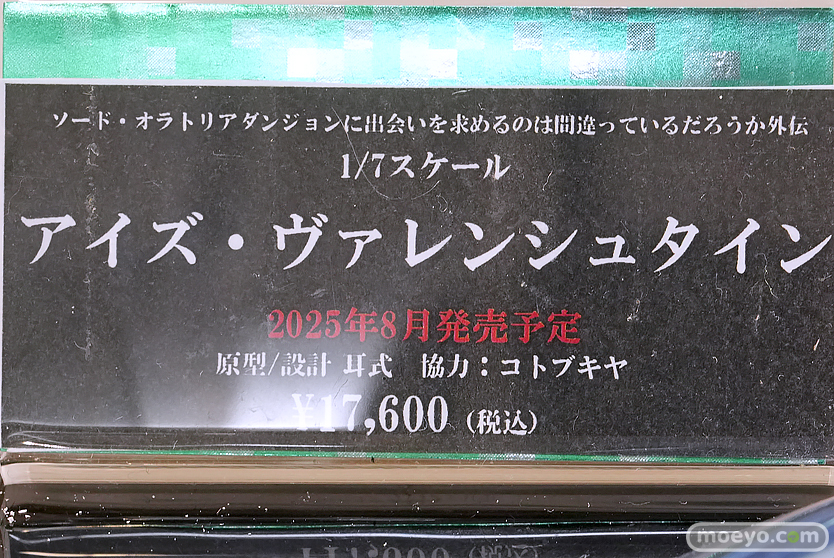 ソード・オラトリアダンジョンに出会いを求めるのは間違っているだろうか外伝
1/7スケール
アイズ・ヴァレンシュタイン
2025年8月発売予定
原型/設計 耳式　協力：コトブキヤ
¥17,600（税込）
moeyo.com